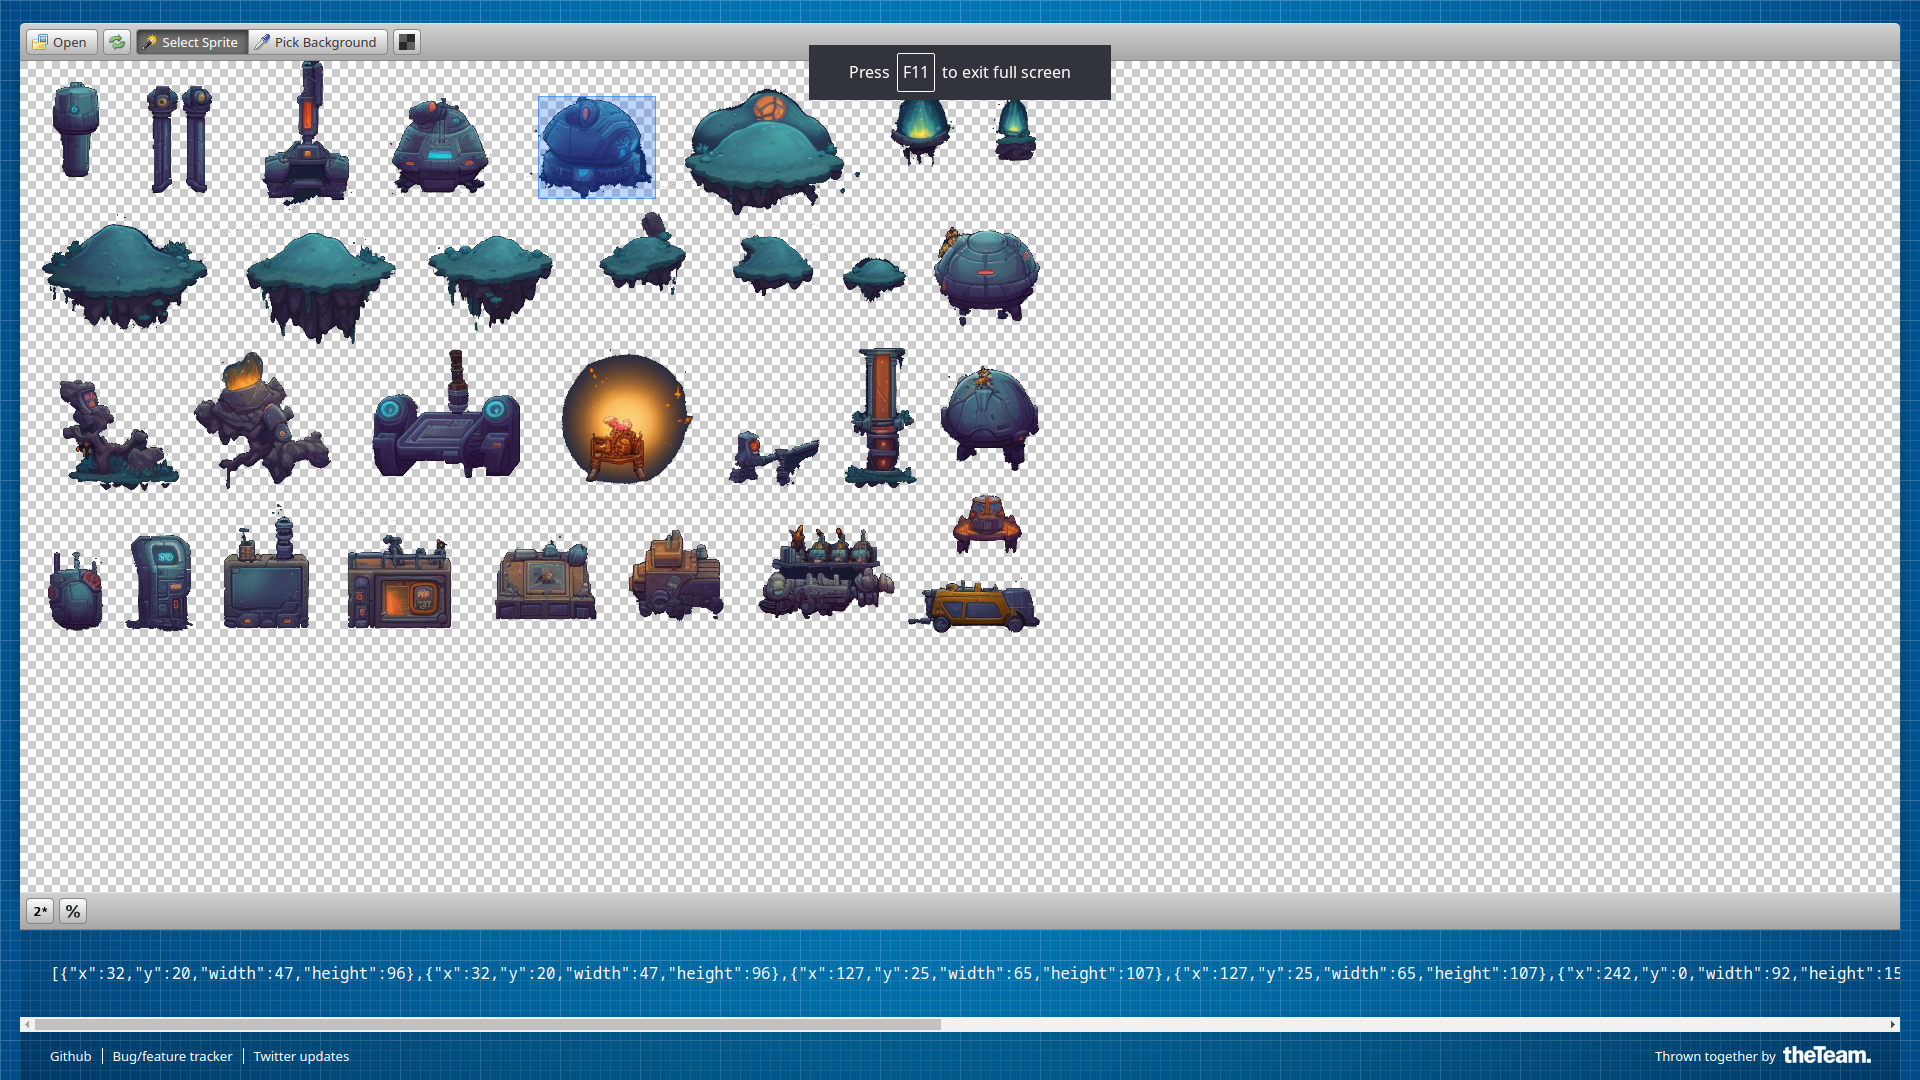 Open
Select Sprite
Pick Background
Press F11 to exit full screen
2*
%
[{"x":32,"y":20,"width":47,"height":96},{"x":32,"y":20,"width":47,"height":96},{"x":127,"y":25,"width":65,"height":107},{"x":127,"y":25,"width":65,"height":107},{"x":242,"y":0,"width":92,"height":15
Github
Bug/feature tracker
Twitter updates
Thrown together by theTeam.